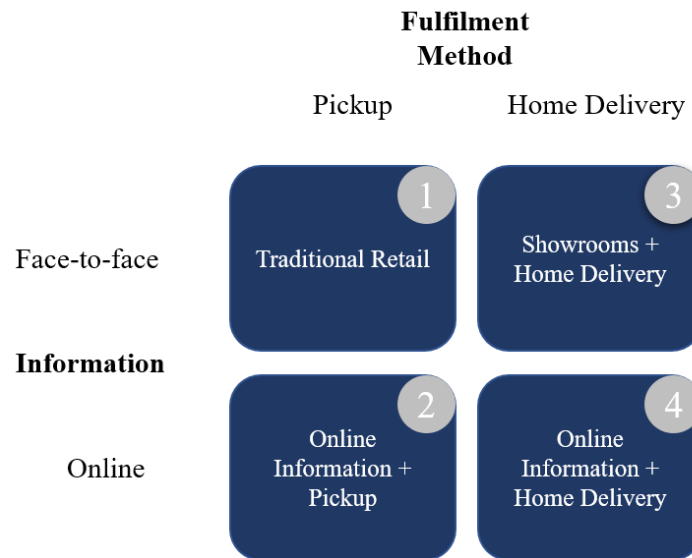 Fulfilment
Method
Pickup
Home Delivery
1
3
Face-to-face
Traditional Retail
Showrooms +
Home Delivery
Information
2
4
Online
Online
Information +
Pickup
Online
Information +
Home Delivery